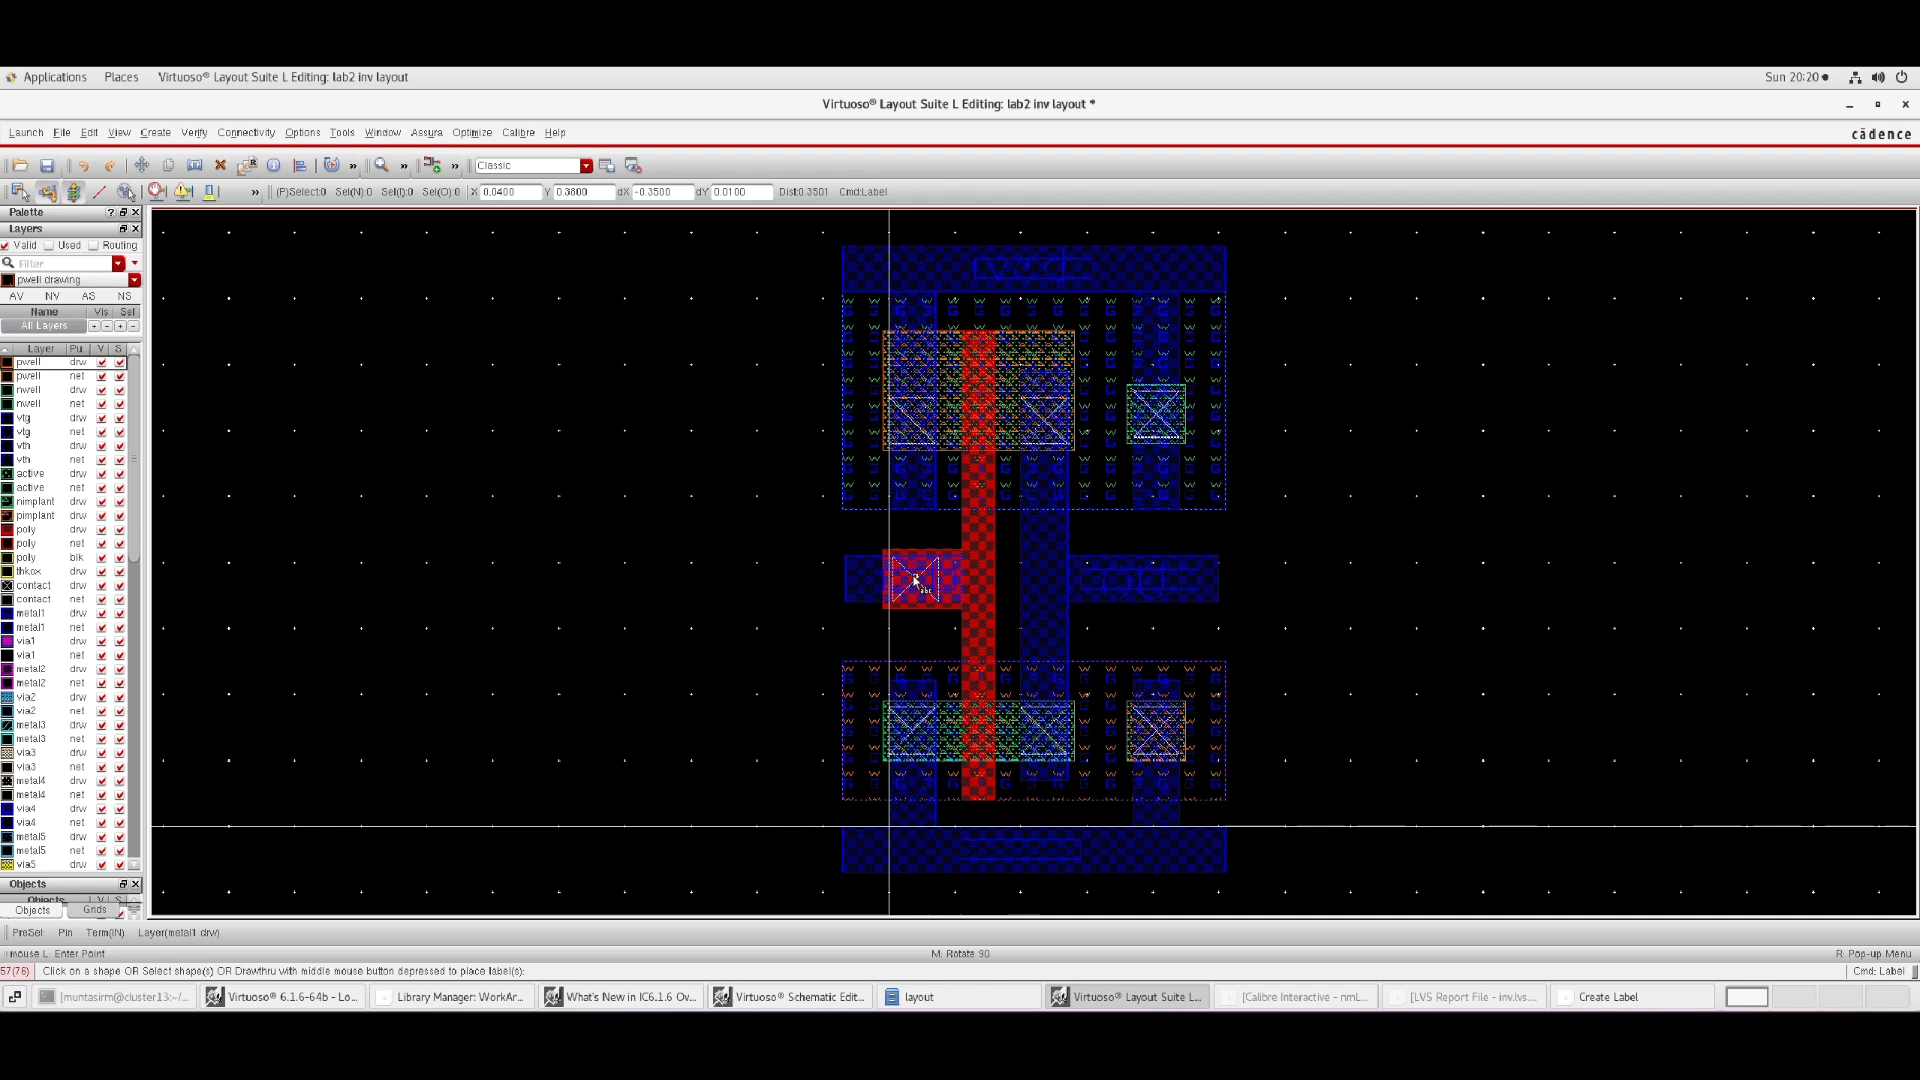 Applications Places Virtuoso® Layout Suite L Editing: lab2 inv layout Sun 20:20
Virtuoso® Layout Suite L Editing: lab2 inv layout *
Launch File Edit View Create Verify Connectivity Options Tools Window Assura Optimize Calibre Help cādence
Classic
(P)Select:0 Sel(N):0 Sel(I):0 Sel(O):0 X 0.0400 Y 0.3800 dX -0.3500 dY 0.0100 Dist:0.3501 Cmd:Label
Palette
Layers
Valid Used Routing
Filter
pwell drawing
AV NV AS NS
Name Vis Sel
All Layers
Layer Pu.. V S
pwell drw
pwell net
nwell drw
nwell net
vtg drw
vtg net
vth drw
vth net
active drw
active net
nimplant drw
pimplant drw
poly drw
poly net
poly blk
thkox drw
contact drw
contact net
metal1 drw
metal1 net
via1 drw
via1 net
metal2 drw
metal2 net
via2 drw
via2 net
metal3 drw
metal3 net
via3 drw
via3 net
metal4 drw
metal4 net
via4 drw
via4 net
metal5 drw
metal5 net
via5 drw
Objects
Objects V S
Objects Grids
PreSel: Pin Term(IN) Layer(metal1 drw)
mouse L: Enter Point M: Rotate 90 R: Pop-up Menu
57(76) Click on a shape OR Select shape(s) OR Drawthru with middle mouse button depressed to place label(s): Cmd: Label
[muntasirm@cluster13:~/... Virtuoso® 6.1.6-64b - Lo... Library Manager: WorkAr... What's New in IC6.1.6 Ov... Virtuoso® Schematic Edit... layout Virtuoso® Layout Suite L... [Calibre Interactive - nmL... [LVS Report File - inv.lvs.... Create Label